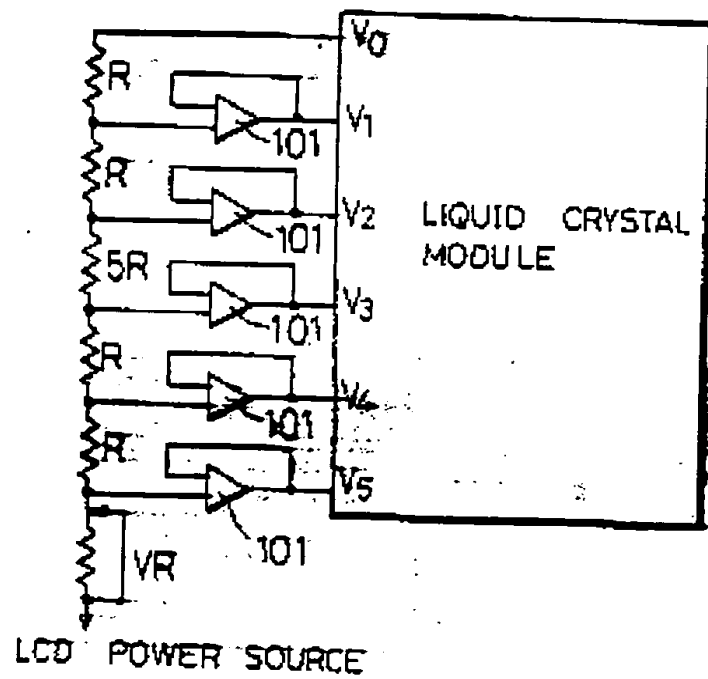 V0
R
V1
101
R
V2
101
LIQUID CRYSTAL
MODULE
5R
V3
101
R
V4
101
R
V5
101
VR
LCD POWER SOURCE